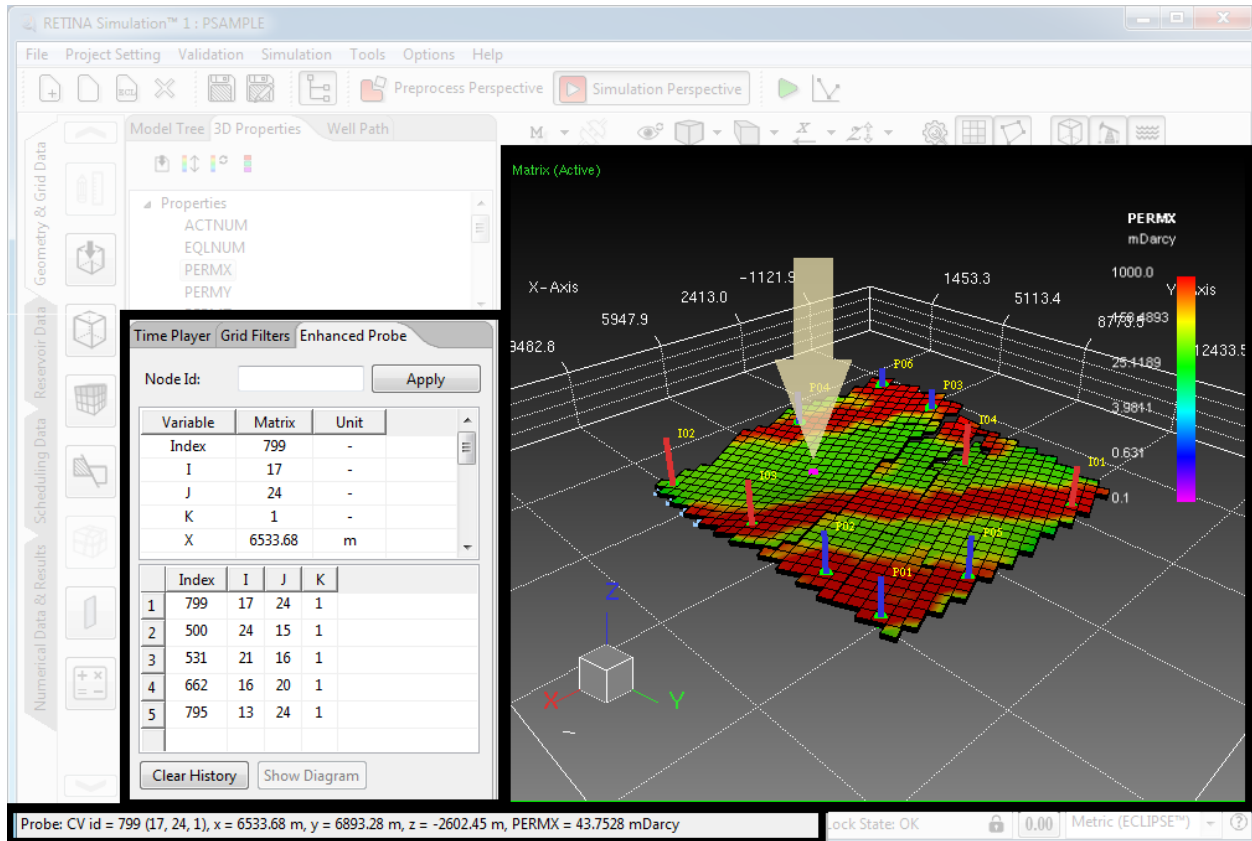 RETINA Simulation™ 1 : PSAMPLE
File Project Setting Validation Simulation Tools Options Help
Preprocess Perspective Simulation Perspective
Model Tree 3D Properties Well Path
Geometry & Grid Data
Reservoir Data
Scheduling Data
Numerical Data & Results
Properties
ACTNUM
EQLNUM
PERMX
PERMY
Time Player Grid Filters Enhanced Probe
Node Id: Apply
Variable Matrix Unit
Index 799 -
I 17 -
J 24 -
K 1 -
X 6533.68 m
Index I J K
1 799 17 24 1
2 500 24 15 1
3 531 21 16 1
4 662 16 20 1
5 795 13 24 1
Clear History Show Diagram
Matrix (Active)
PERMX
mDarcy
1000.0
25.1189
3.9811
0.631
0.1
X-Axis
-1121.9
2413.0
5947.9
9482.8
1453.3
5113.4
8773.5
12433.5
P06
P04
P03
I02
I04
I03
I01
P02
P05
P01
Z
X
Y
Probe: CV id = 799 (17, 24, 1), x = 6533.68 m, y = 6893.28 m, z = -2602.45 m, PERMX = 43.7528 mDarcy
Lock State: OK 0.00 Metric (ECLIPSE™)